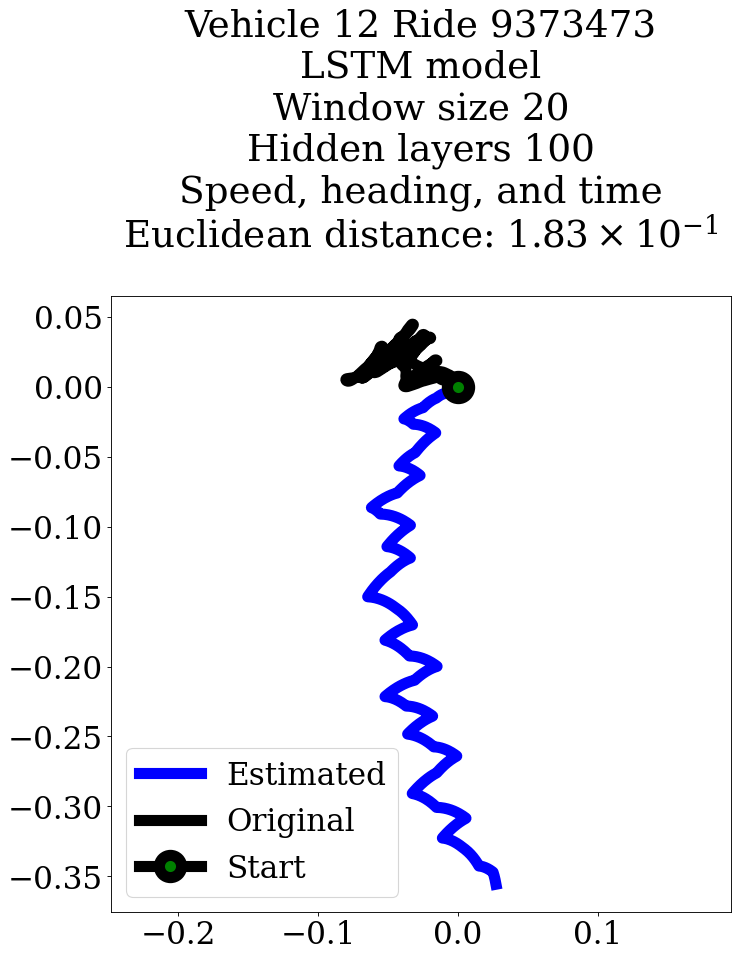 Vehicle 12 Ride 9373473
LSTM model
Window size 20
Hidden layers 100
Speed, heading, and time
Euclidean distance: 1.83 × 10⁻¹
0.05
0.00
−0.05
−0.10
−0.15
−0.20
−0.25
−0.30
−0.35
Estimated
Original
Start
−0.2
−0.1
0.0
0.1